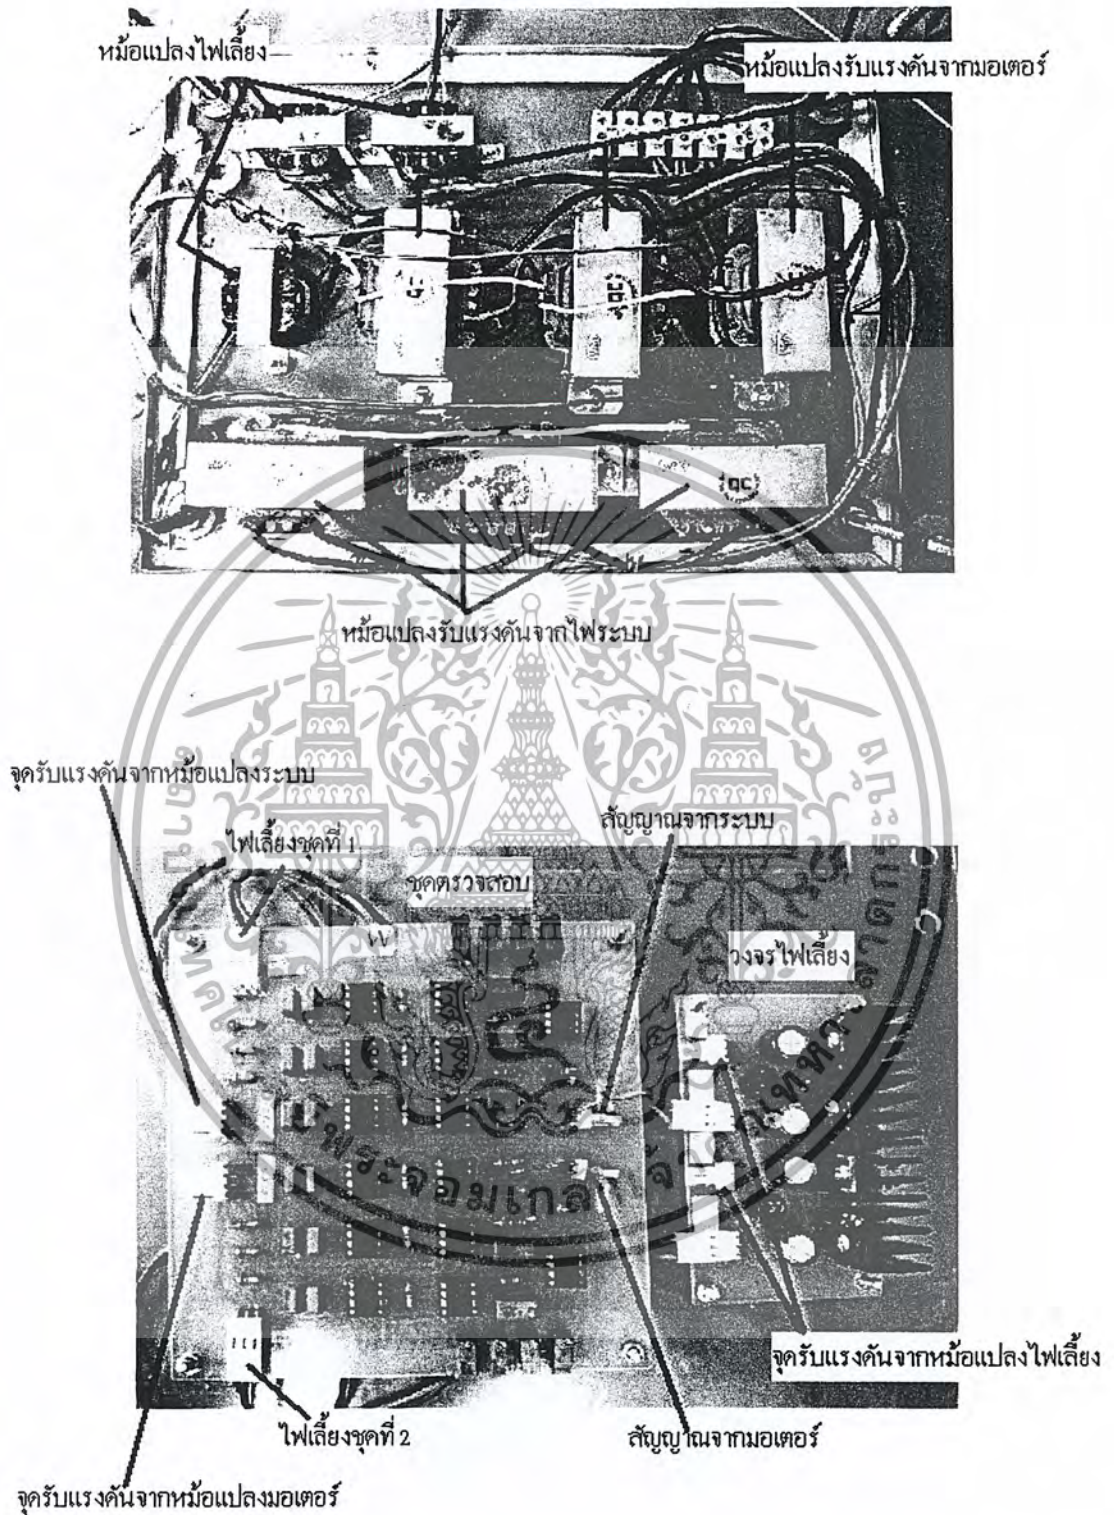 หม้อแปลงไฟเลี้ยง
หม้อแปลงรับแรงดันจากมอเตอร์
QC
QC
หม้อแปลงรับแรงดันจากไฟระบบ
จุดรับแรงดันจากหม้อแปลงระบบ
สัญญาณจากระบบ
ไฟเลี้ยงชุดที่ 1
ชุดตรวจสอบ
วงจรไฟเลี้ยง
จุดรับแรงดันจากหม้อแปลงไฟเลี้ยง
ไฟเลี้ยงชุดที่ 2
สัญญาณจากมอเตอร์
จุดรับแรงดันจากหม้อแปลงมอเตอร์